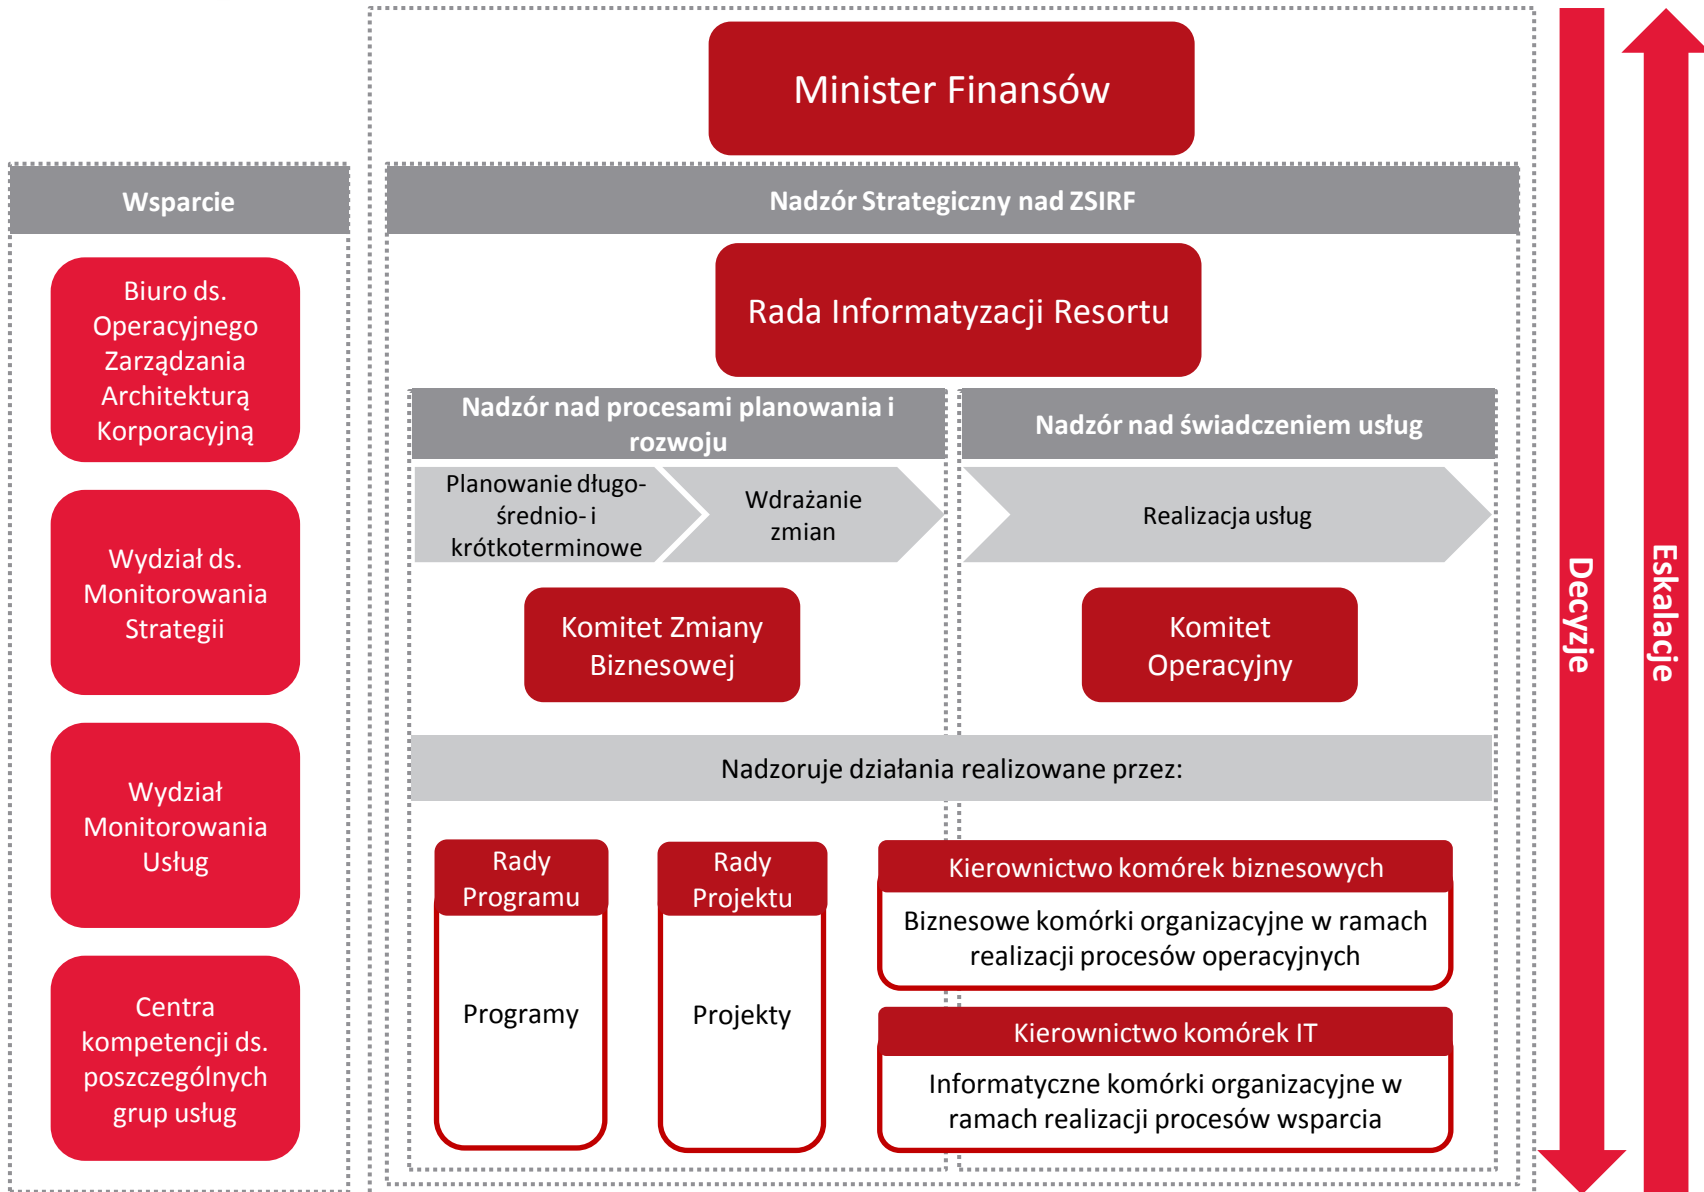 Minister Finansów
Wsparcie
Biuro ds.
Operacyjnego
Zarządzania
Architekturą
Korporacyjną
Wydział ds.
Monitorowania
Strategii
Wydział
Monitorowania
Usług
Centra
kompetencji ds.
poszczególnych
grup usług
Nadzór Strategiczny nad ZSIRF
Rada Informatyzacji Resortu
Nadzór nad procesami planowania i
rozwoju
Planowanie długo-
średnio- i
krótkoterminowe
Wdrażanie
zmian
Komitet Zmiany
Biznesowej
Nadzór nad świadczeniem usług
Realizacja usług
Komitet
Operacyjny
Nadzoruje działania realizowane przez:
Rady
Programu
Programy
Rady
Projektu
Projekty
Kierownictwo komórek biznesowych
Biznesowe komórki organizacyjne w ramach
realizacji procesów operacyjnych
Kierownictwo komórek IT
Informatyczne komórki organizacyjne w
ramach realizacji procesów wsparcia
Decyzje
Eskalacje